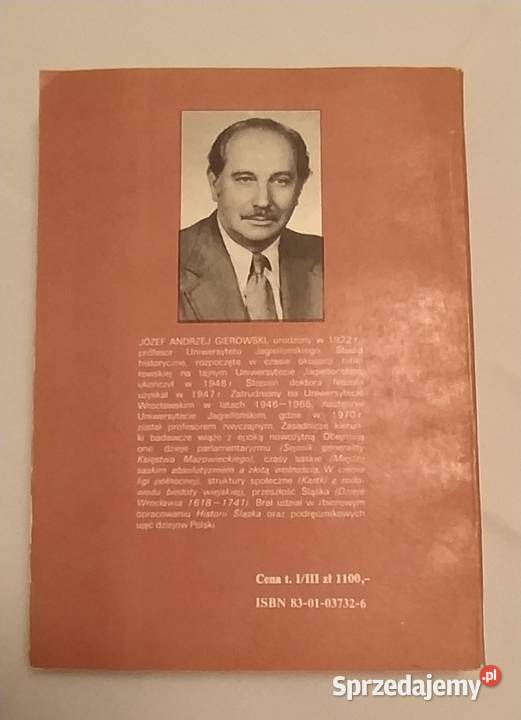 JÓZEF ANDRZEJ GIEROWSKI, urodzony w 1922 r.,
profesor Uniwersytetu Jagiellońskiego. Studia
historyczne, rozpoczęte w czasie okupacji hitle-
rowskiej na tajnym Uniwersytecie Jagiellońskim,
ukończył w 1946 r. Stopień doktora filozofii
uzyskał w 1947 r. Zatrudniony na Uniwersytecie
Wrocławskim w latach 1946—1965, następnie
Uniwersytecie Jagiellońskim, gdzie w 1970 r.
został profesorem zwyczajnym. Zasadnicze kierun-
ki badawcze wiąże z epoką nowożytną. Obejmują
one dzieje parlamentaryzmu (Sejmik generalny
Księstwa Mazowieckiego), czasy saskie (Między
saskim absolutyzmem a złotą wolnością, W cieniu
ligi północnej), struktury społeczne (Kartki z rodo-
wodu biedoty wiejskiej), przeszłość Śląska (Dzieje
Wrocławia 1618—1741). Brał udział w zbiorowym
opracowaniu Historii Śląska oraz podręcznikowych
ujęć dziejów Polski.
Cena t. I/III zł 1100,-
ISBN 83-01-03732-6
Sprzedajemy.pl